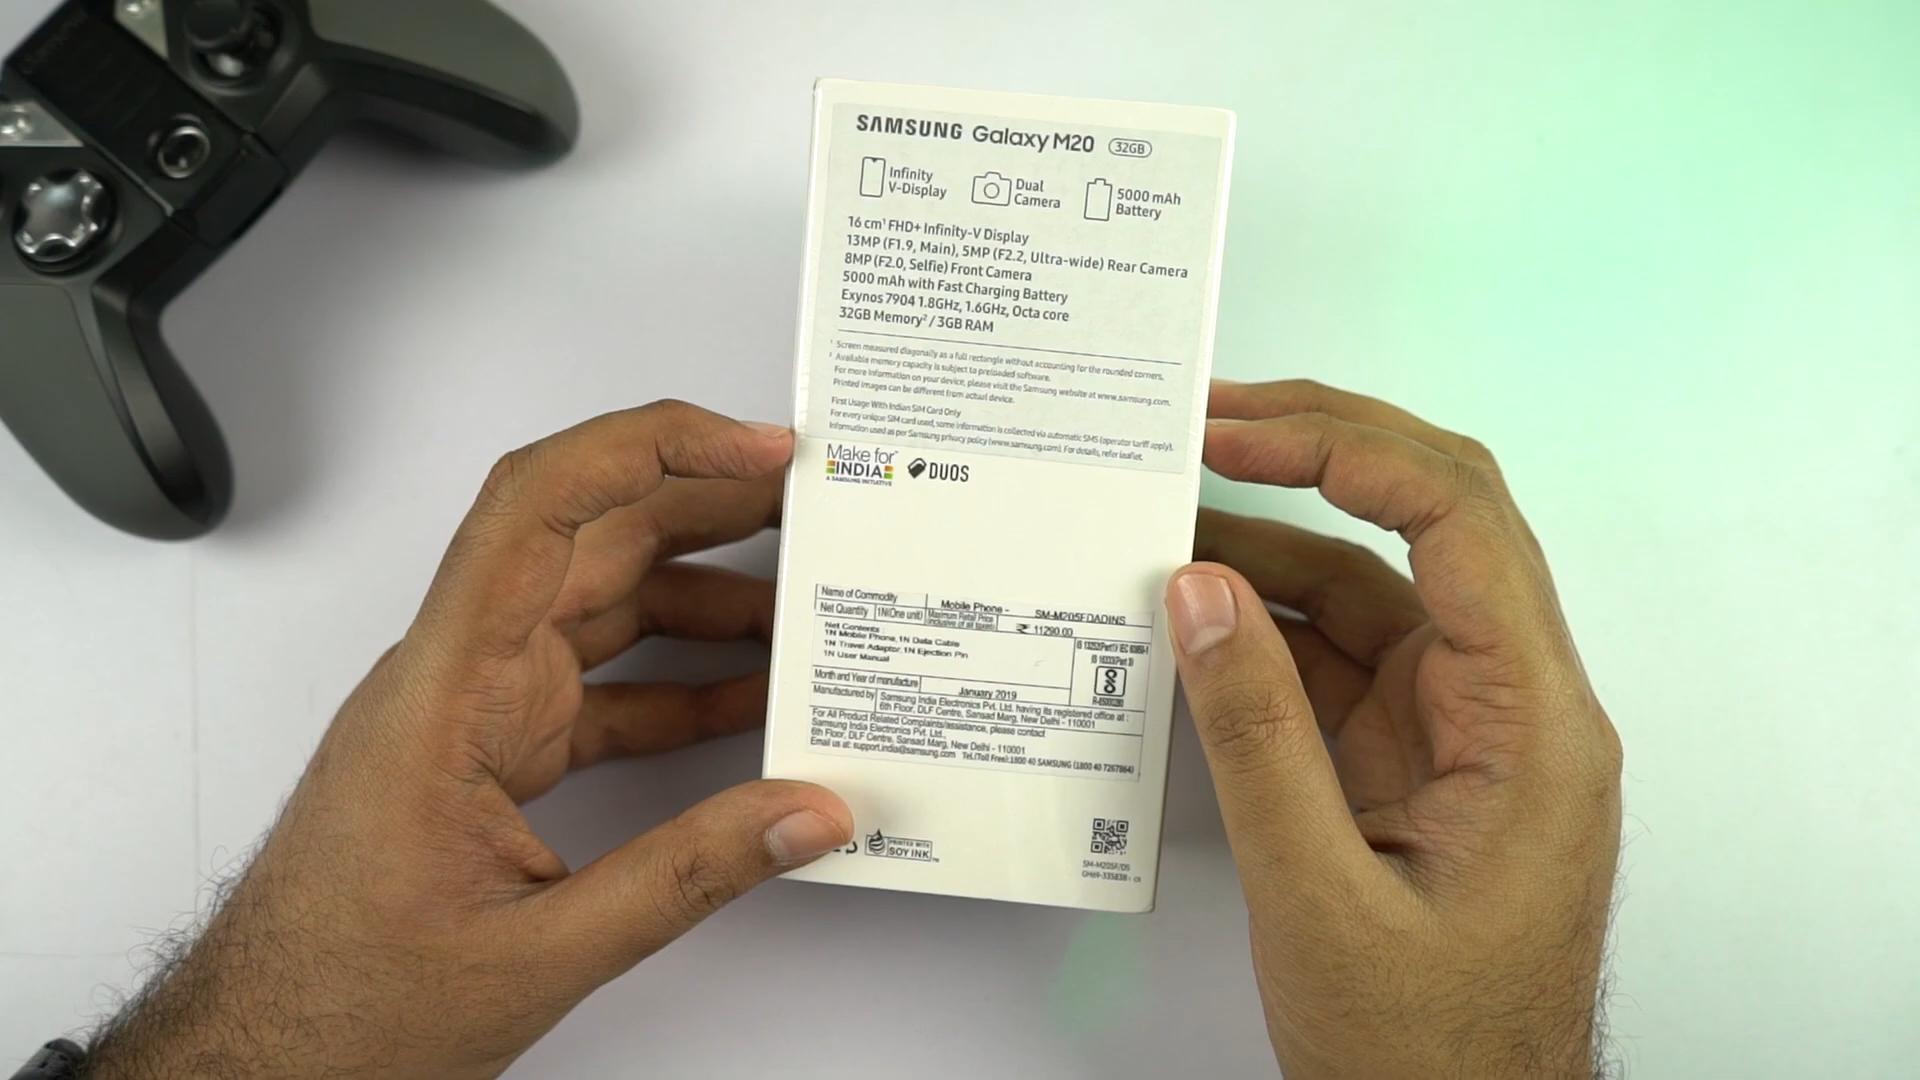 SAMSUNG Galaxy M20 32GB
Infinity
V-Display
Dual
Camera
5000 mAh
Battery
16 cm¹ FHD+ Infinity-V Display
13MP (F1.9, Main), 5MP (F2.2, Ultra-wide) Rear Camera
8MP (F2.0, Selfie) Front Camera
5000 mAh with Fast Charging Battery
Exynos 7904 1.8GHz, 1.6GHz, Octa core
32GB Memory² / 3GB RAM
¹ Screen measured diagonally as a full rectangle without accounting for the rounded corners.
² Available memory capacity is subject to preloaded software.
For more information on your device, please visit the Samsung website at www.samsung.com.
Printed images can be different from actual device.
First Usage With Indian SIM Card Only
For every unique SIM card used, some information is collected via automatic SMS (operator tariff apply).
Information used as per Samsung privacy policy (www.samsung.com). For details, refer leaflet.
Make for
INDIA
A SAMSUNG INITIATIVE
DUOS
Name of Commodity Mobile Phone - SM-M205FDADINS
Net Quantity 1N(One unit) Maximum Retail Price (inclusive of all taxes) ₹ 11290.00
Net Contents
1N Mobile Phone,1N Data Cable
1N Travel Adaptor,1N Ejection Pin
1N User Manual
IS 13252(Part1)/ IEC 60950-1
IS 16333(Part 3)
Month and Year of manufacture January 2019
Manufactured by Samsung India Electronics Pvt. Ltd. having its registered office at :
6th Floor, DLF Centre, Sansad Marg, New Delhi - 110001
For All Product Related Complaints/assistance, please contact
Samsung India Electronics Pvt. Ltd.,
6th Floor, DLF Centre, Sansad Marg, New Delhi - 110001
Email us at: support.india@samsung.com Tel.(Toll Free):1800 40 SAMSUNG (1800 40 7267864)
PRINTED WITH
SOY INK™
SM-M205F/DS